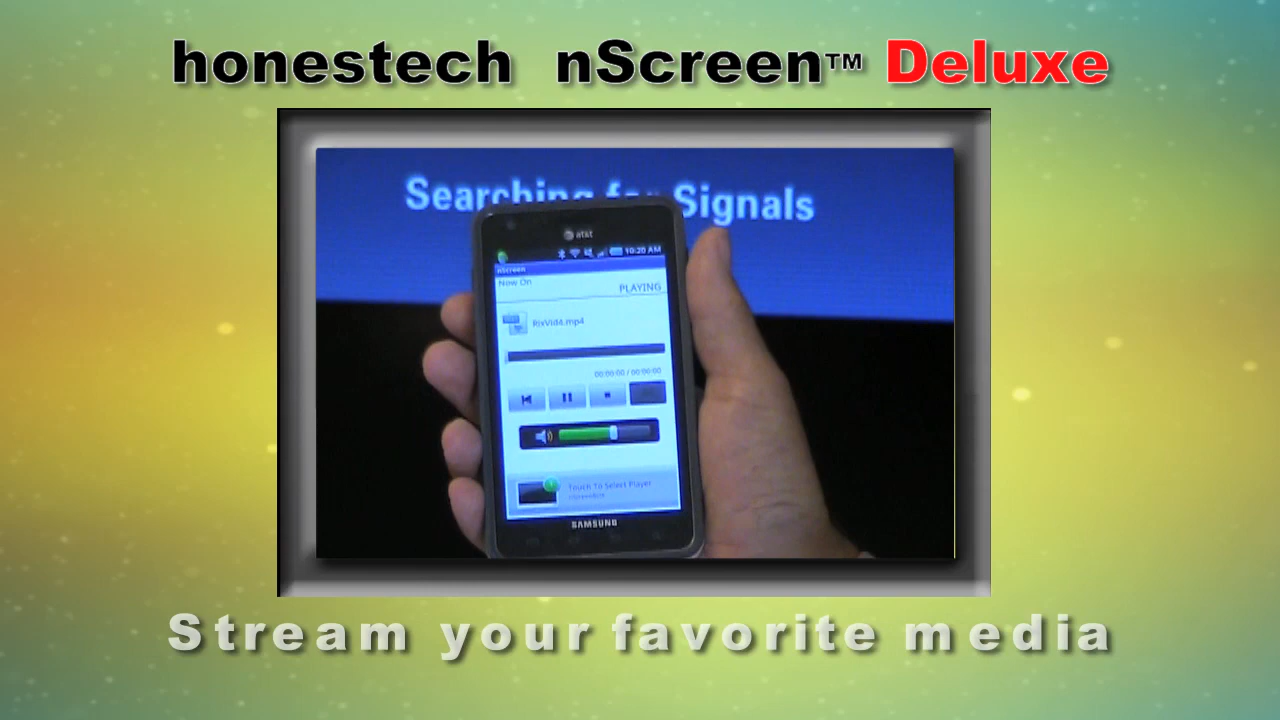 honestech nScreen™ Deluxe
Searching for Signals
at&t
10:20 AM
nScreen
Now On
PLAYING
RixVid4.mp4
00:00:00 / 00:00:00
Touch To Select Player
SAMSUNG
Stream your favorite media